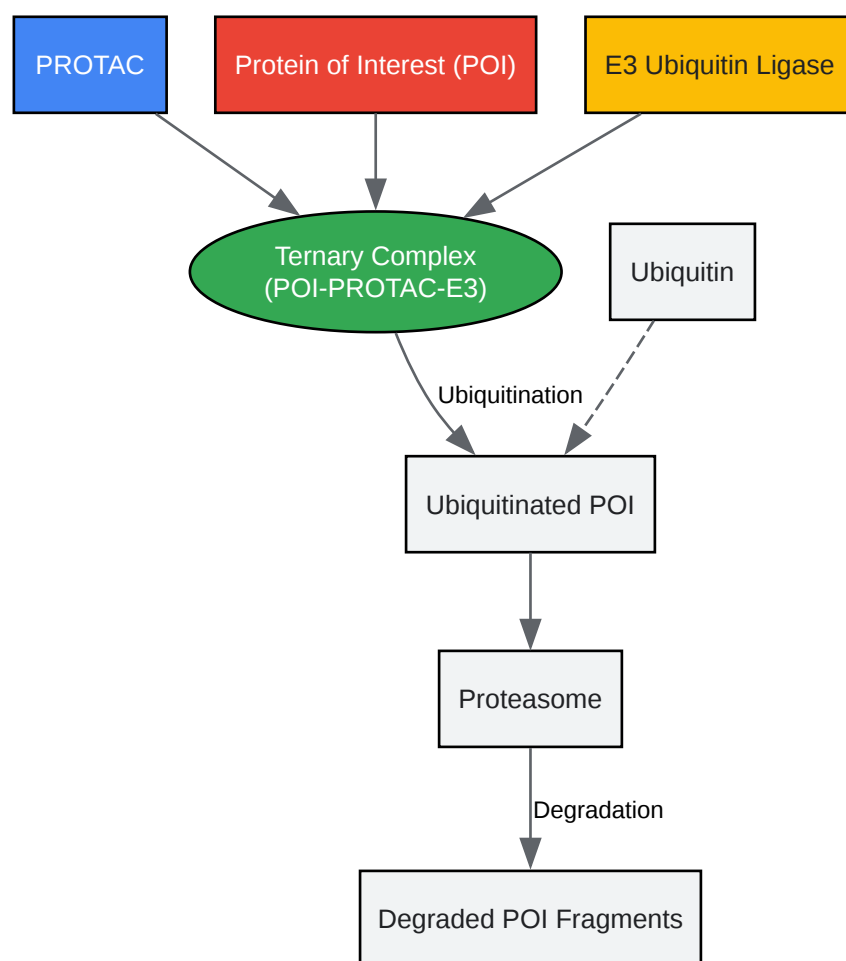 PROTAC
Protein of Interest (POI)
E3 Ubiquitin Ligase
Ternary Complex
(POI-PROTAC-E3)
Ubiquitin
Ubiquitination
Ubiquitinated POI
Proteasome
Degradation
Degraded POI Fragments